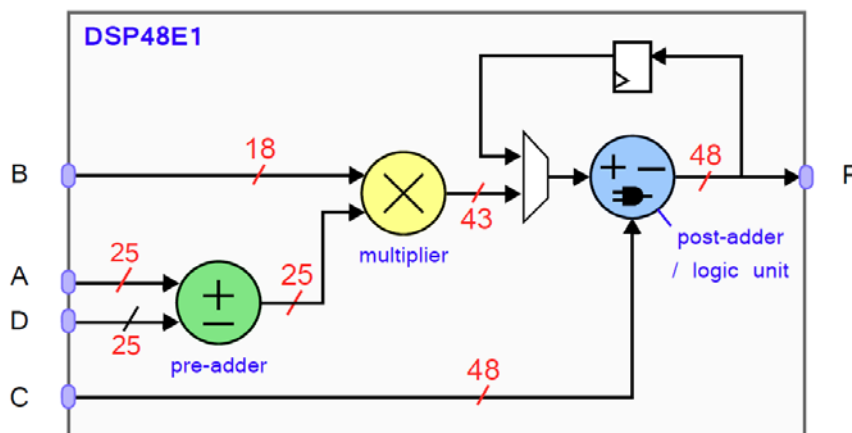 DSP48E1
B
18
48
P
43
multiplier
post-adder
/ logic unit
A
25
25
D
25
pre-adder
48
C